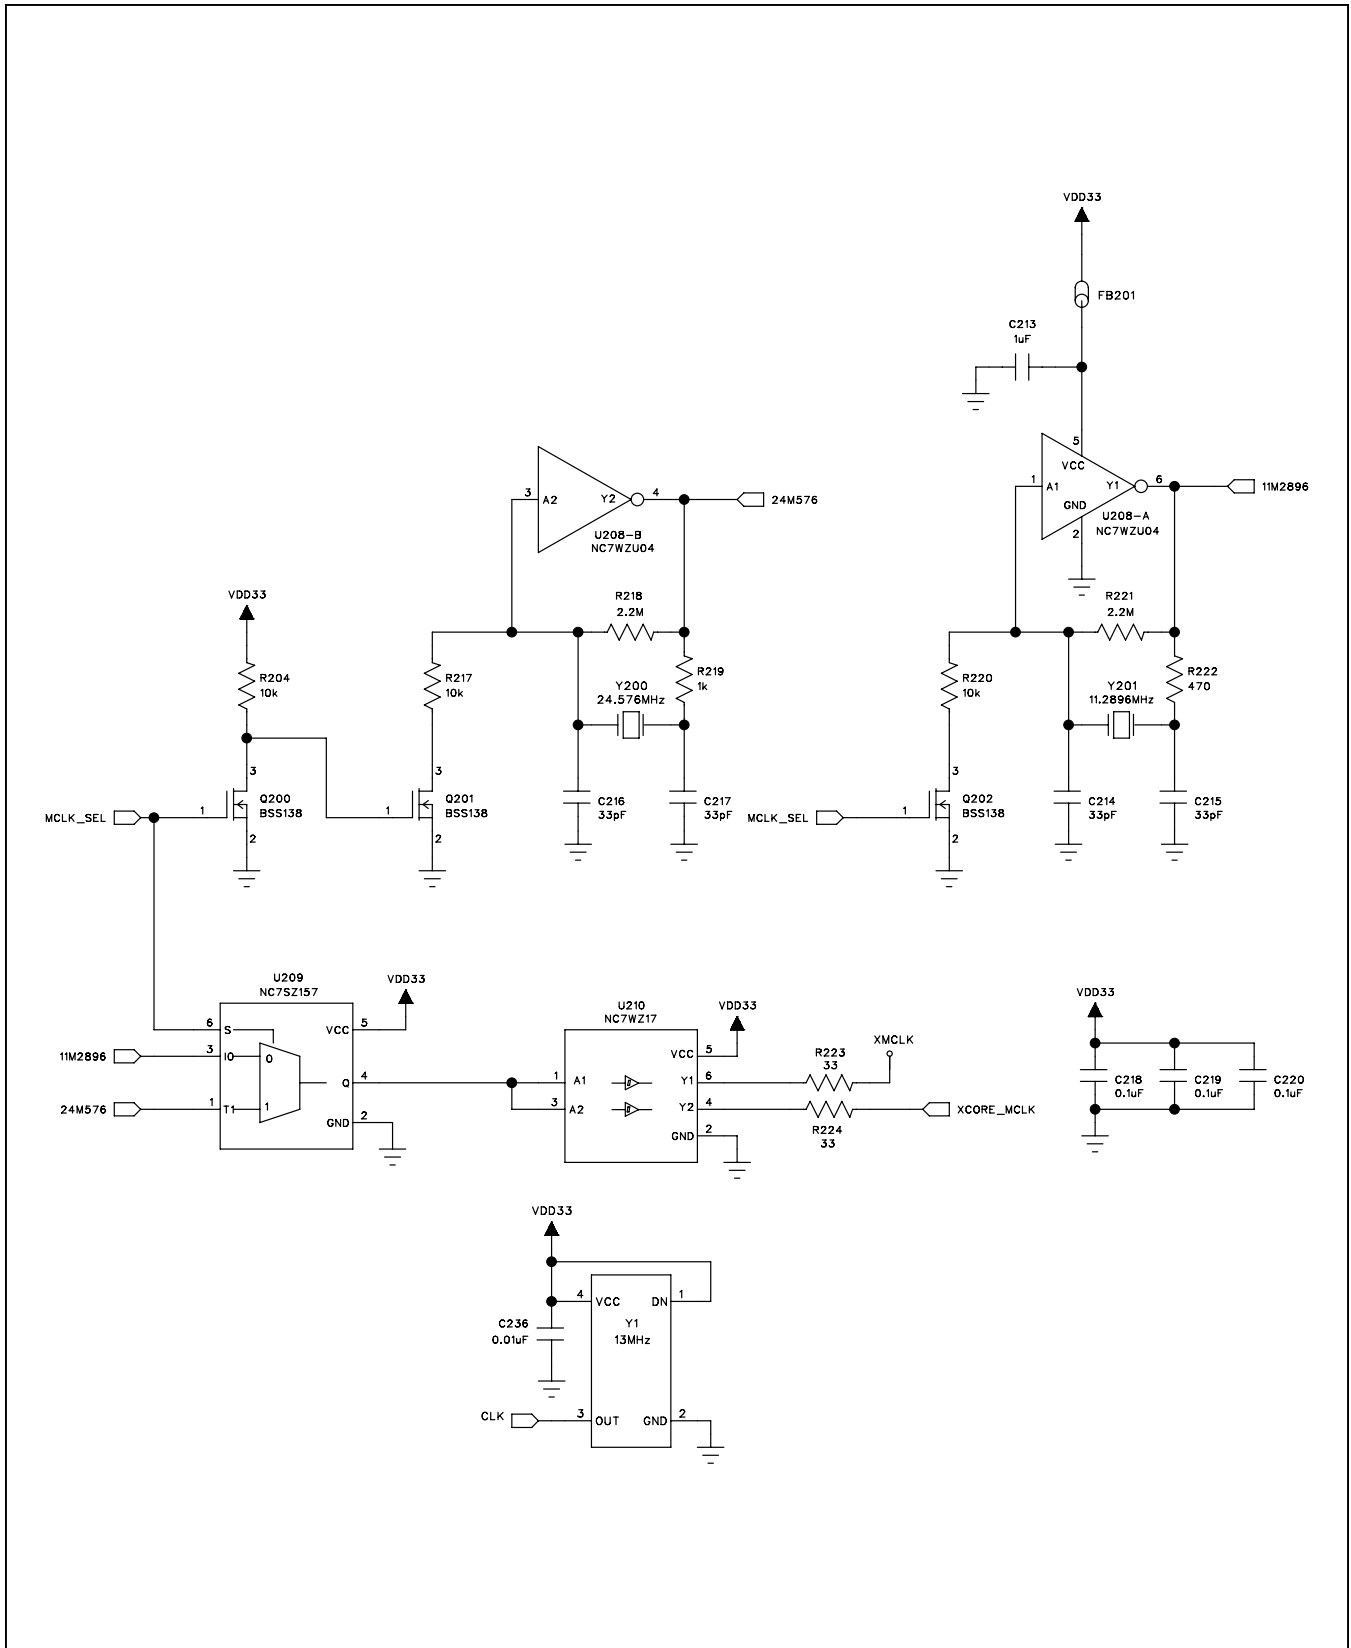 VDD33
FB201
C213
1uF
5
VCC
1
A1
Y1
6
11M2896
GND
U208-A
2
NC7WZU04
3
A2
Y2
4
24M576
U208-B
NC7WZU04
VDD33
R218
2.2M
R221
2.2M
R204
10k
R217
10k
Y200
24.576MHz
R219
1k
R220
10k
Y201
11.2896MHz
R222
470
3
3
3
MCLK_SEL
1
Q200
BSS138
2
1
Q201
BSS138
2
C216
33pF
C217
33pF
MCLK_SEL
1
Q202
BSS138
2
C214
33pF
C215
33pF
U209
NC7SZ157
VDD33
6
S
VCC
5
11M2896
3
I0
0
Q
4
24M576
1
T1
1
GND
2
U210
NC7WZ17
VDD33
VCC
5
1
A1
Y1
6
3
A2
Y2
4
GND
2
R223
33
XMCLK
R224
33
XCORE_MCLK
VDD33
C218
0.1uF
C219
0.1uF
C220
0.1uF
VDD33
4
VCC
DN
1
C236
0.01uF
Y1
13MHz
CLK
3
OUT
GND
2